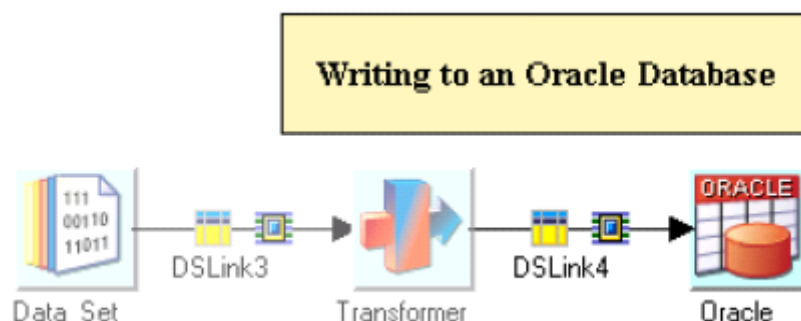 Writing to an Oracle Database
111
00110
11011
ORACLE
DSLink3
DSLink4
Data Set
Transformer
Oracle